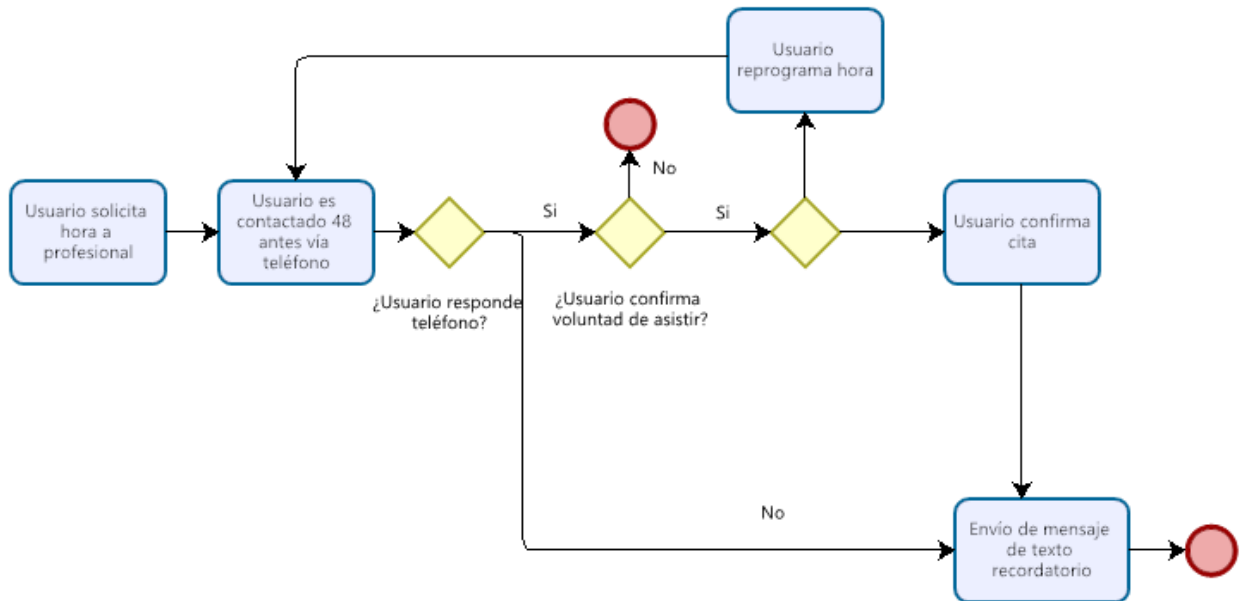 Usuario
reprograma hora
No
Usuario solicita
hora a
profesional
Usuario es
contactado 48
antes vía
teléfono
Si
Si
Usuario confirma
cita
¿Usuario responde
teléfono?
¿Usuario confirma
voluntad de asistir?
No
Envío de mensaje
de texto
recordatorio